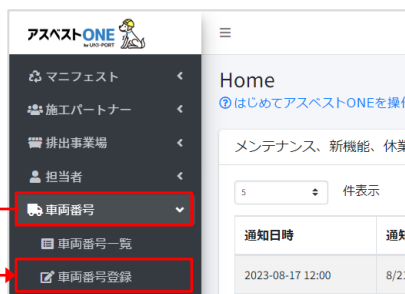 アスベストONE
by UKI-PORT
マニフェスト
施工パートナー
排出事業場
担当者
車両番号
車両番号一覧
車両番号登録
Home
はじめてアスベストONEを操
メンテナンス、新機能、休業
5 件表示
通知日時 通知
2023-08-17 12:00 8/2